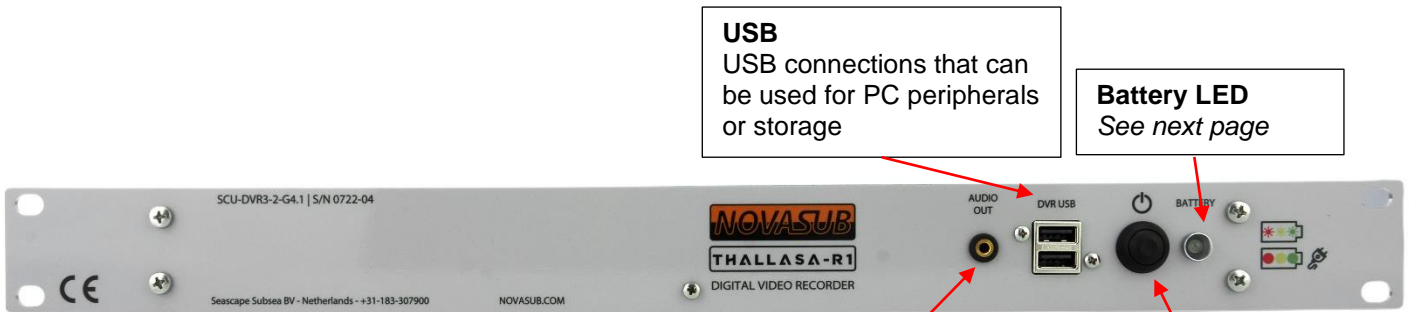 USB
USB connections that can
be used for PC peripherals
or storage
Battery LED
See next page
SCU-DVR3-2-G4.1 | S/N 0722-04
NOVASUB
THALLASA-R1
DIGITAL VIDEO RECORDER
AUDIO
OUT
DVR USB
BATTERY
CE
Seascape Subsea BV - Netherlands - +31-183-307900
NOVASUB.COM